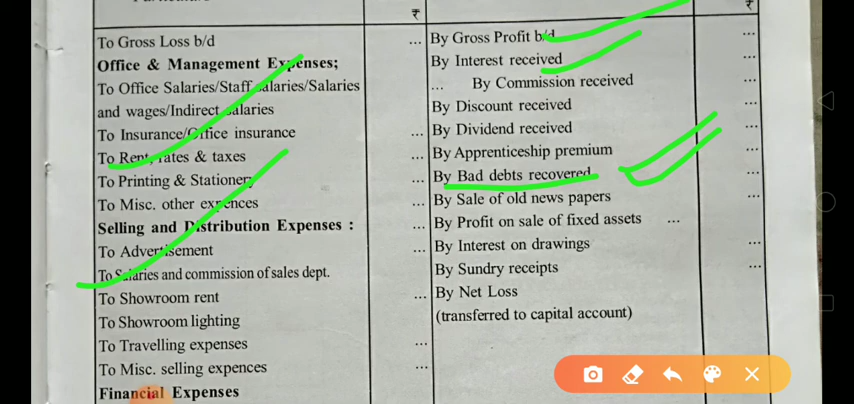 ₹ ₹
To Gross Loss b/d ...
Office & Management Expenses;
To Office Salaries/Staff Salaries/Salaries
and wages/Indirect Salaries
To Insurance/Office insurance ...
To Rent, rates & taxes ...
To Printing & Stationery ...
To Misc. other expences ...
Selling and Distribution Expenses : ...
To Advertisement ...
To Salaries and commission of sales dept.
To Showroom rent ...
To Showroom lighting
To Travelling expenses ...
To Misc. selling expences ...
Financial Expenses
By Gross Profit b/d ...
By Interest received ...
... By Commission received ...
By Discount received ...
By Dividend received ...
By Apprenticeship premium ...
By Bad debts recovered ...
By Sale of old news papers ...
By Profit on sale of fixed assets ...
By Interest on drawings ...
By Sundry receipts ...
By Net Loss
(transferred to capital account)